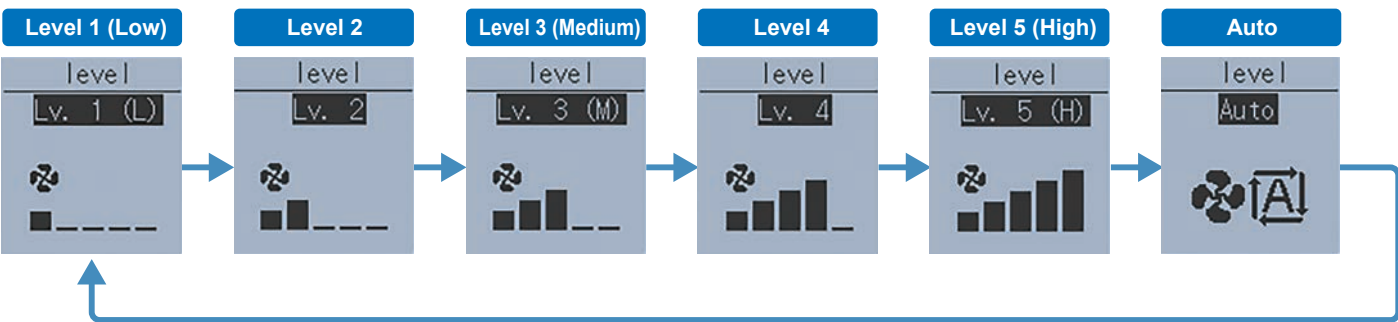 Level 1 (Low)
Level 2
Level 3 (Medium)
Level 4
Level 5 (High)
Auto
level
level
level
level
level
level
Lv. 1 (L)
Lv. 2
Lv. 3 (M)
Lv. 4
Lv. 5 (H)
Auto
A